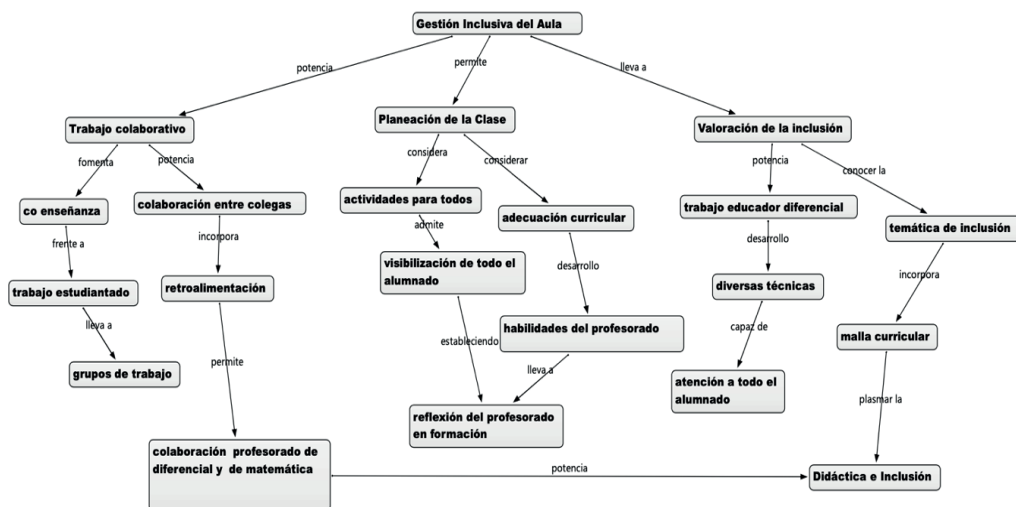 Gestión Inclusiva del Aula
potencia
permite
lleva a
Trabajo colaborativo
Planeación de la Clase
Valoración de la inclusión
fomenta
potencia
considera
considerar
potencia
conocer la
co enseñanza
colaboración entre colegas
actividades para todos
adecuación curricular
trabajo educador diferencial
temática de inclusión
frente a
incorpora
admite
desarrollo
desarrollo
incorpora
trabajo estudiantado
retroalimentación
visibilización de todo el
alumnado
diversas técnicas
lleva a
permite
estableciendo
habilidades del profesorado
capaz de
malla curricular
grupos de trabajo
lleva a
atención a todo el
alumnado
plasmar la
reflexión del profesorado
en formación
colaboración profesorado de
diferencial y de matemática
potencia
Didáctica e Inclusión